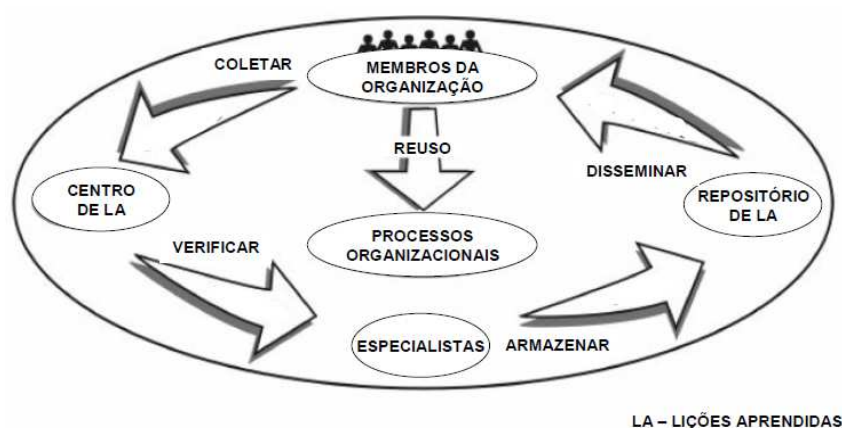 COLETAR
MEMBROS DA
ORGANIZAÇÃO
REUSO
DISSEMINAR
CENTRO
DE LA
REPOSITÓRIO
DE LA
VERIFICAR
PROCESSOS
ORGANIZACIONAIS
ESPECIALISTAS
ARMAZENAR
LA – LIÇÕES APRENDIDAS